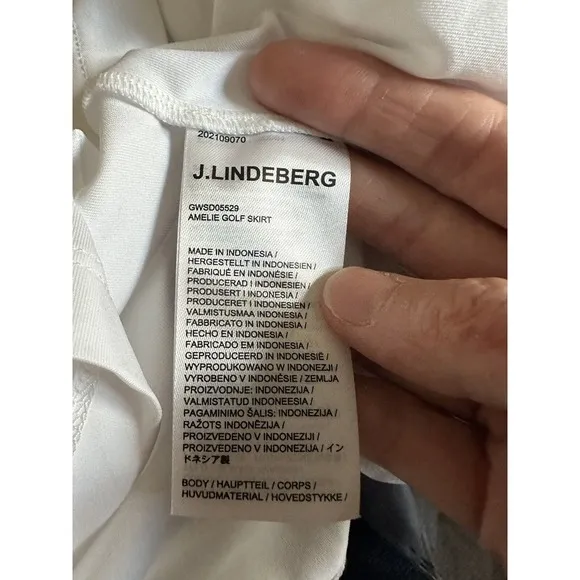 202109070
J.LINDEBERG
GWSD05529
AMELIE GOLF SKIRT
MADE IN INDONESIA /
HERGESTELLT IN INDONESIEN /
FABRIQUÉ EN INDONÉSIE /
PRODUCERAD I INDONESIEN /
PRODUSERT I INDONESIA /
PRODUCERET I INDONESIEN /
VALMISTUSMAA INDONESIA /
FABBRICATO IN INDONESIA /
HECHO EN INDONESIA /
FABRICADO EM INDONESIA /
GEPRODUCEERD IN INDONESIË /
WYPRODUKOWANO W INDONEZJI /
VYROBENO V INDONÉSIE / ZEMLJA
PROIZVODNJE: INDONEZIJA /
VALMISTATUD INDONEESIA /
PAGAMINIMO ŠALIS: INDONEZIJA /
RAŽOTS INDONĒZIJA /
PROIZVEDENO V INDONEZIJI /
PROIZVEDENO V INDONEZIJA / イン
ドネシア製
BODY / HAUPTTEIL / CORPS /
HUVUDMATERIAL / HOVEDSTYKKE /